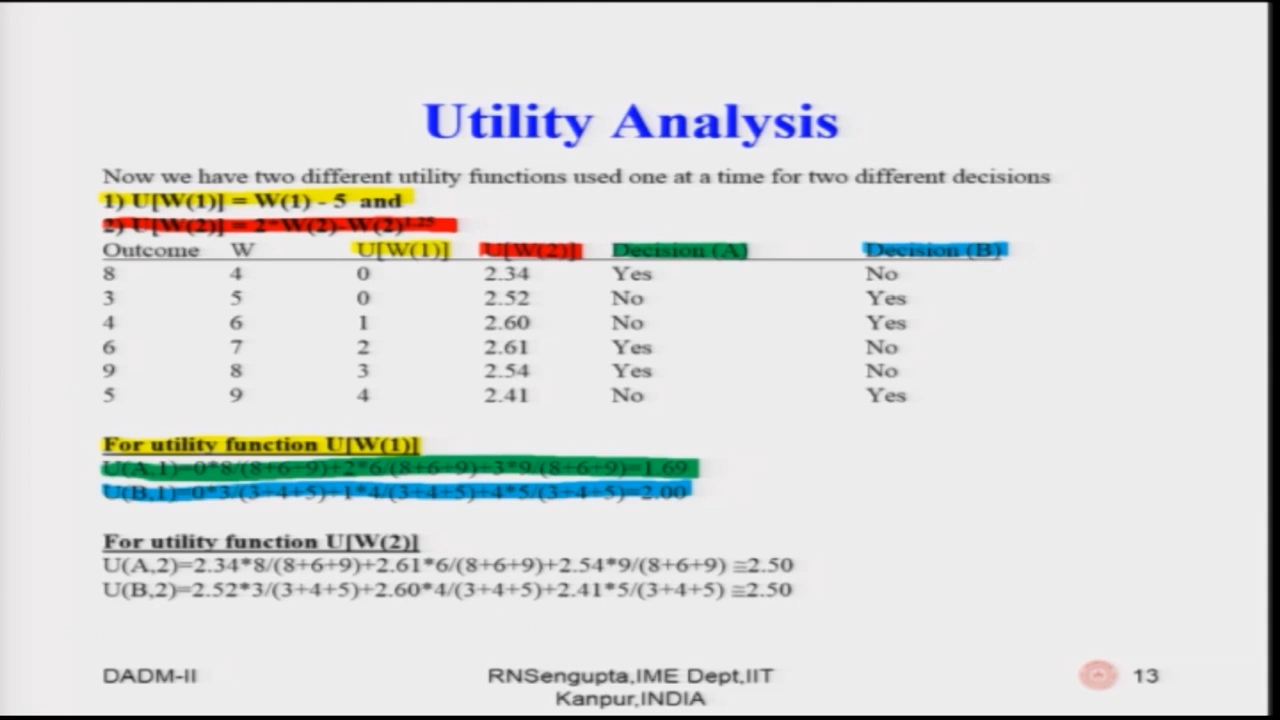 Utility Analysis
Now we have two different utility functions used one at a time for two different decisions
1) U[W(1)] = W(1) - 5 and
2) U[W(2)] = 2*W(2)-W(2)^1.25
Outcome W U[W(1)] U[W(2)] Decision (A) Decision (B)
8 4 0 2.34 Yes No
3 5 0 2.52 No Yes
4 6 1 2.60 No Yes
6 7 2 2.61 Yes No
9 8 3 2.54 Yes No
5 9 4 2.41 No Yes
For utility function U[W(1)]
U(A,1)=0*8/(8+6+9)+2*6/(8+6+9)+3*9/(8+6+9)=1.69
U(B,1)=0*3/(3+4+5)+1*4/(3+4+5)+4*5/(3+4+5)=2.00
For utility function U[W(2)]
U(A,2)=2.34*8/(8+6+9)+2.61*6/(8+6+9)+2.54*9/(8+6+9) ≅2.50
U(B,2)=2.52*3/(3+4+5)+2.60*4/(3+4+5)+2.41*5/(3+4+5) ≅2.50
DADM-II
RNSengupta,IME Dept,IIT
Kanpur,INDIA
13